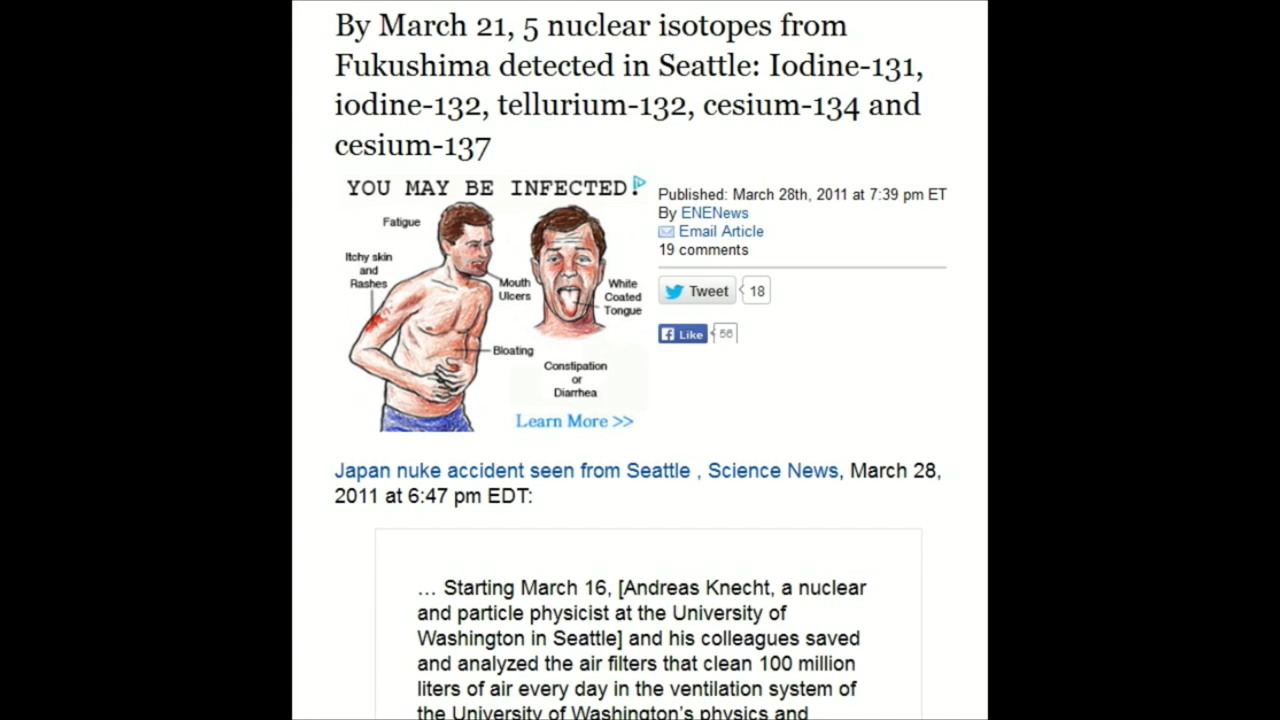 By March 21, 5 nuclear isotopes from
Fukushima detected in Seattle: Iodine-131,
iodine-132, tellurium-132, cesium-134 and
cesium-137
YOU MAY BE INFECTED!
Fatigue
Itchy skin
and
Rashes
Mouth
Ulcers
White
Coated
Tongue
Bloating
Constipation
or
Diarrhea
Learn More >>
Published: March 28th, 2011 at 7:39 pm ET
By ENENews
Email Article
19 comments
Tweet 18
Like 56
Japan nuke accident seen from Seattle , Science News, March 28,
2011 at 6:47 pm EDT:
… Starting March 16, [Andreas Knecht, a nuclear
and particle physicist at the University of
Washington in Seattle] and his colleagues saved
and analyzed the air filters that clean 100 million
liters of air every day in the ventilation system of
the University of Washington's physics and